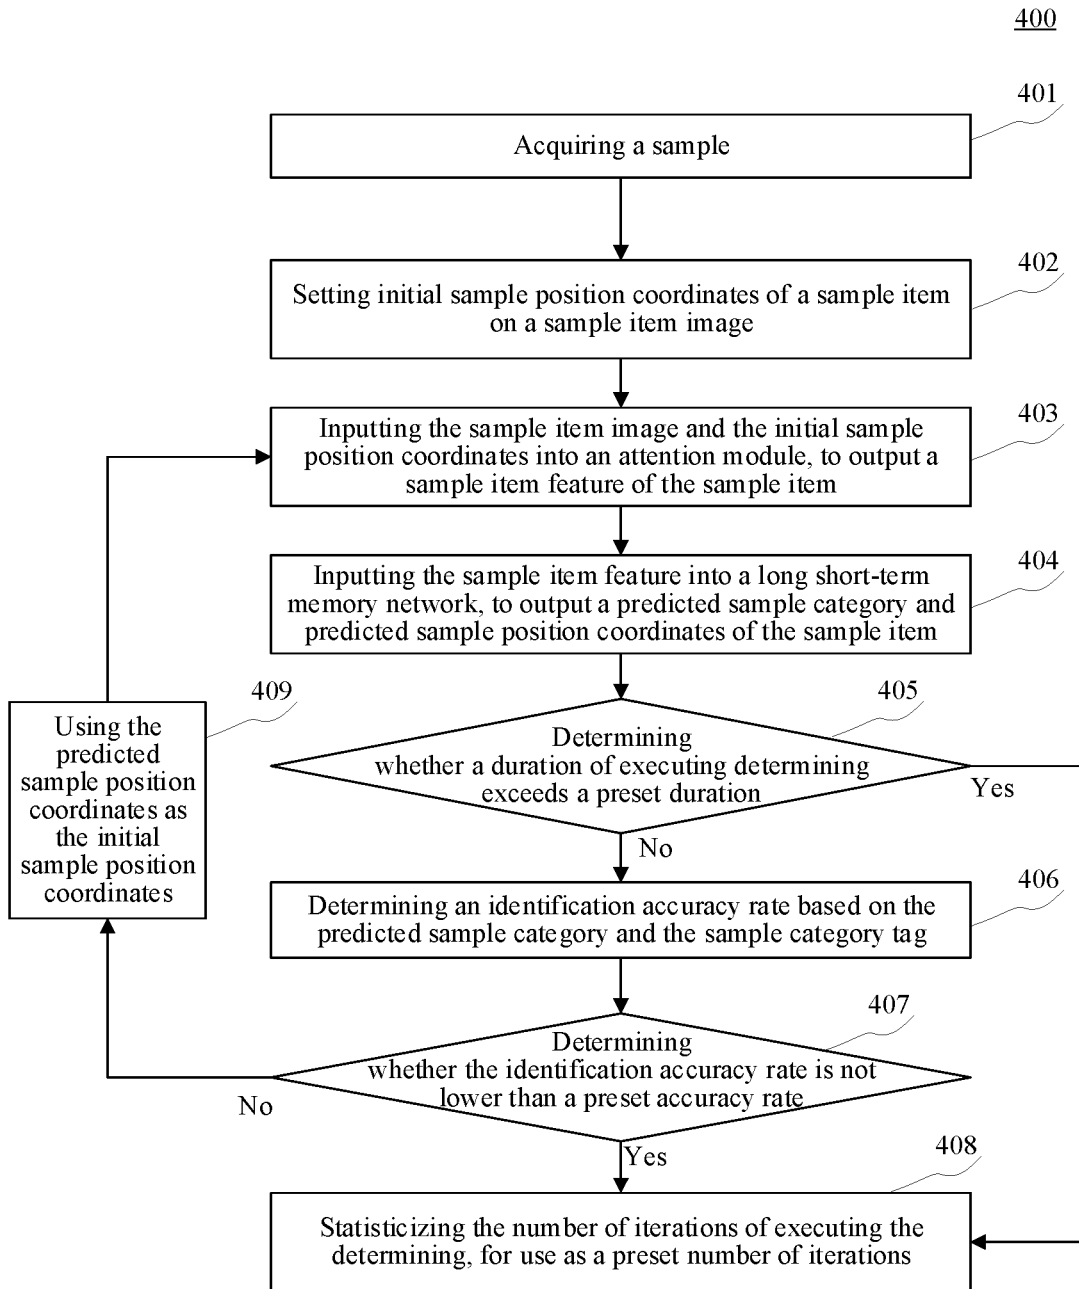 400
401
Acquiring a sample
402
Setting initial sample position coordinates of a sample item
on a sample item image
403
Inputting the sample item image and the initial sample
position coordinates into an attention module, to output a
sample item feature of the sample item
404
Inputting the sample item feature into a long short-term
memory network, to output a predicted sample category and
predicted sample position coordinates of the sample item
409
Using the
predicted
sample position
coordinates as
the initial
sample position
coordinates
405
Determining
whether a duration of executing determining
exceeds a preset duration
Yes
No
406
Determining an identification accuracy rate based on the
predicted sample category and the sample category tag
407
Determining
whether the identification accuracy rate is not
lower than a preset accuracy rate
No
Yes
408
Statisticizing the number of iterations of executing the
determining, for use as a preset number of iterations